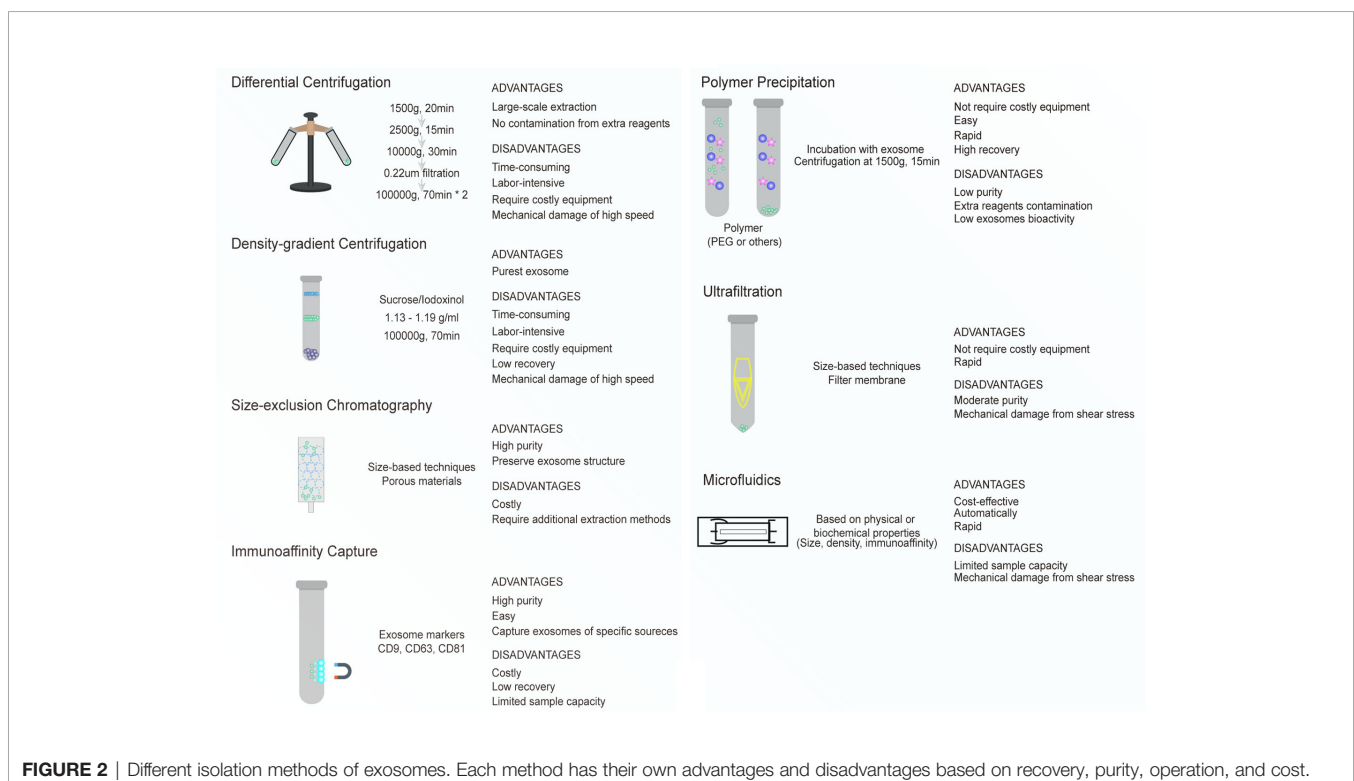 Differential Centrifugation
1500g, 20min
2500g, 15min
10000g, 30min
0.22um filtration
100000g, 70min * 2
ADVANTAGES
Large-scale extraction
No contamination from extra reagents
DISADVANTAGES
Time-consuming
Labor-intensive
Require costly equipment
Mechanical damage of high speed
Density-gradient Centrifugation
Sucrose/Iodoxinol
1.13 - 1.19 g/ml
100000g, 70min
ADVANTAGES
Purest exosome
DISADVANTAGES
Time-consuming
Labor-intensive
Require costly equipment
Low recovery
Mechanical damage of high speed
Size-exclusion Chromatography
Size-based techniques
Porous materials
ADVANTAGES
High purity
Preserve exosome structure
DISADVANTAGES
Costly
Require additional extraction methods
Immunoaffinity Capture
Exosome markers
CD9, CD63, CD81
ADVANTAGES
High purity
Easy
Capture exosomes of specific soureces
DISADVANTAGES
Costly
Low recovery
Limited sample capacity
Polymer Precipitation
Polymer
(PEG or others)
Incubation with exosome
Centrifugation at 1500g, 15min
ADVANTAGES
Not require costly equipment
Easy
Rapid
High recovery
DISADVANTAGES
Low purity
Extra reagents contamination
Low exosomes bioactivity
Ultrafiltration
Size-based techniques
Filter membrane
ADVANTAGES
Not require costly equipment
Rapid
DISADVANTAGES
Moderate purity
Mechanical damage from shear stress
Microfluidics
Based on physical or
biochemical properties
(Size, density, immunoaffinity)
ADVANTAGES
Cost-effective
Automatically
Rapid
DISADVANTAGES
Limited sample capacity
Mechanical damage from shear stress
FIGURE 2 | Different isolation methods of exosomes. Each method has their own advantages and disadvantages based on recovery, purity, operation, and cost.